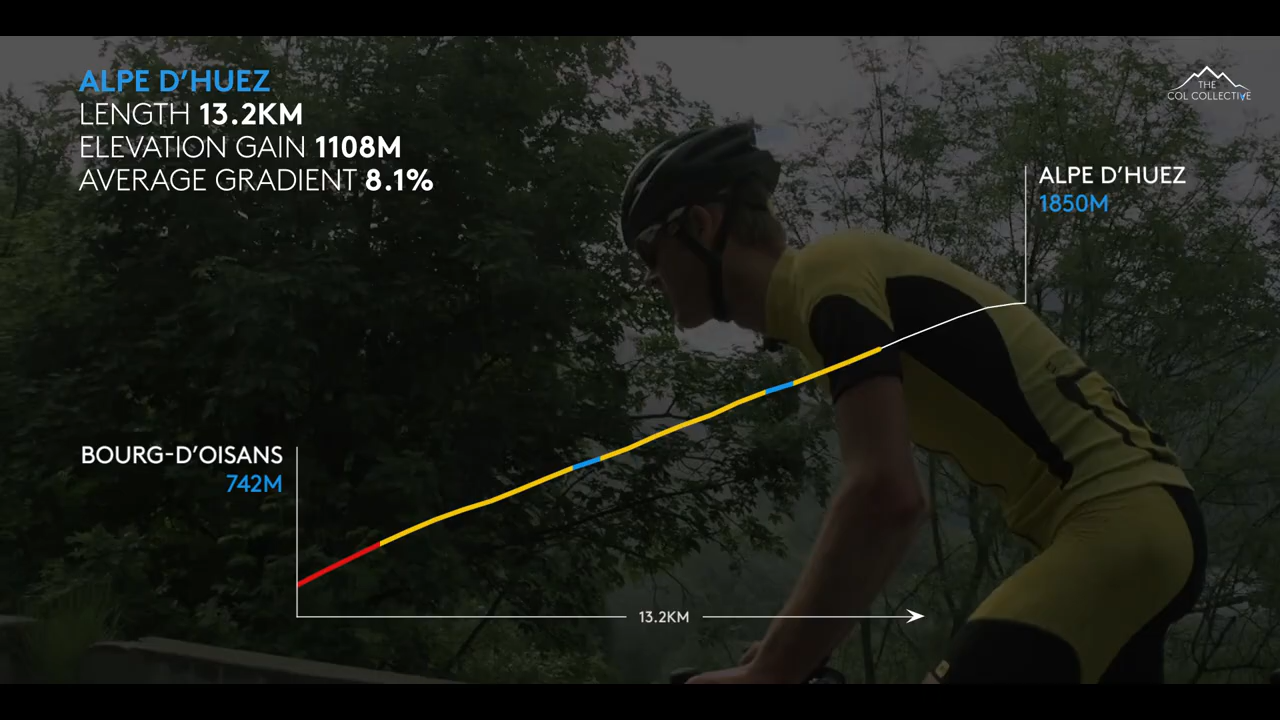 ALPE D'HUEZ
LENGTH 13.2KM
ELEVATION GAIN 1108M
AVERAGE GRADIENT 8.1%
THE
COL COLLECTIVE
ALPE D'HUEZ
1850M
BOURG-D'OISANS
742M
13.2KM